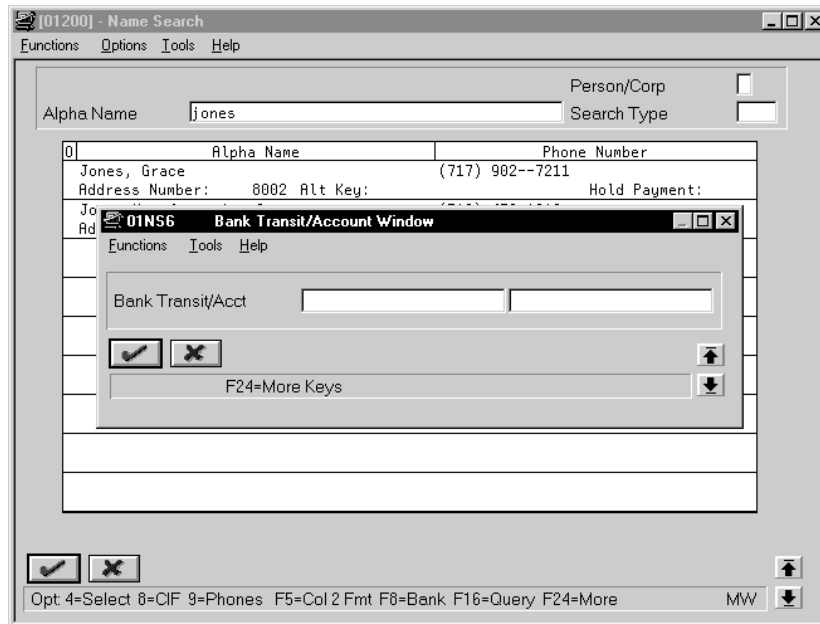 [01200] - Name Search
Functions Options Tools Help
Person/Corp
Alpha Name jones Search Type
O Alpha Name Phone Number
Jones, Grace (717) 902--7211
Address Number: 8002 Alt Key: Hold Payment:
01NS6 Bank Transit/Account Window
Functions Tools Help
Bank Transit/Acct
F24=More Keys
Opt: 4=Select 8=CIF 9=Phones F5=Col 2 Fmt F8=Bank F16=Query F24=More MW